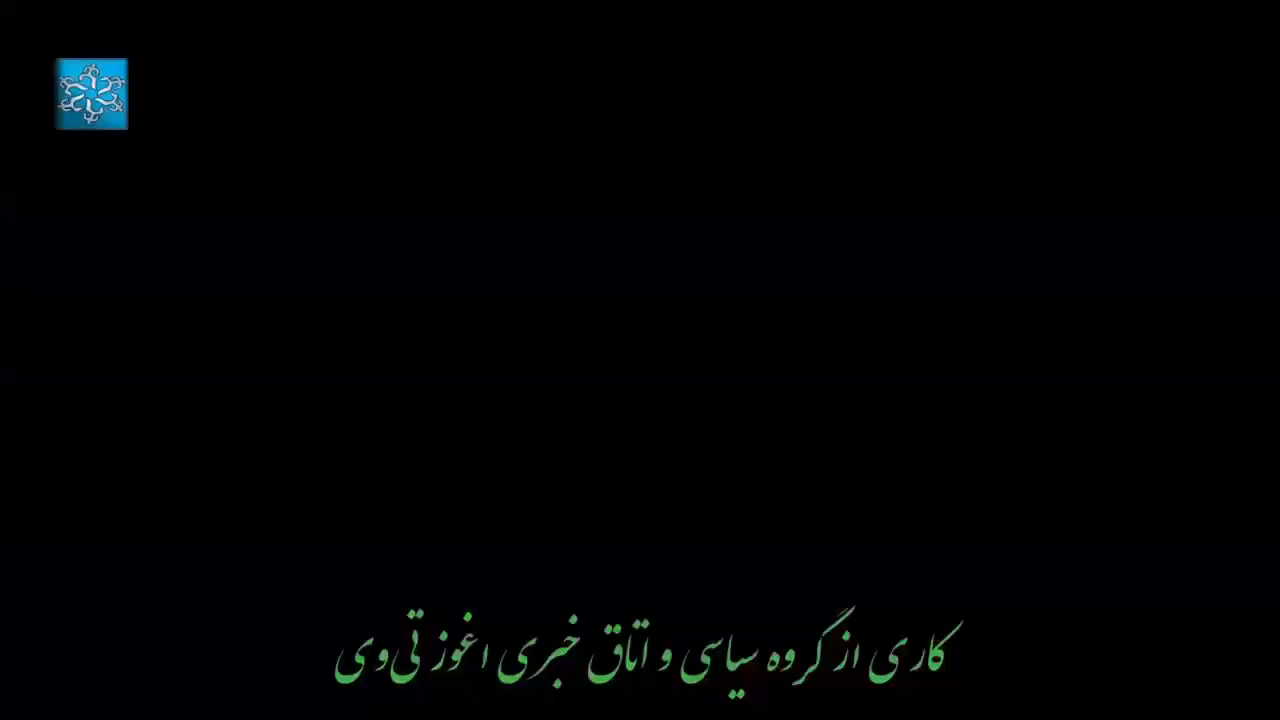 کاری از گروه سیاسی و اتاق خبری اغوز تی‌وی